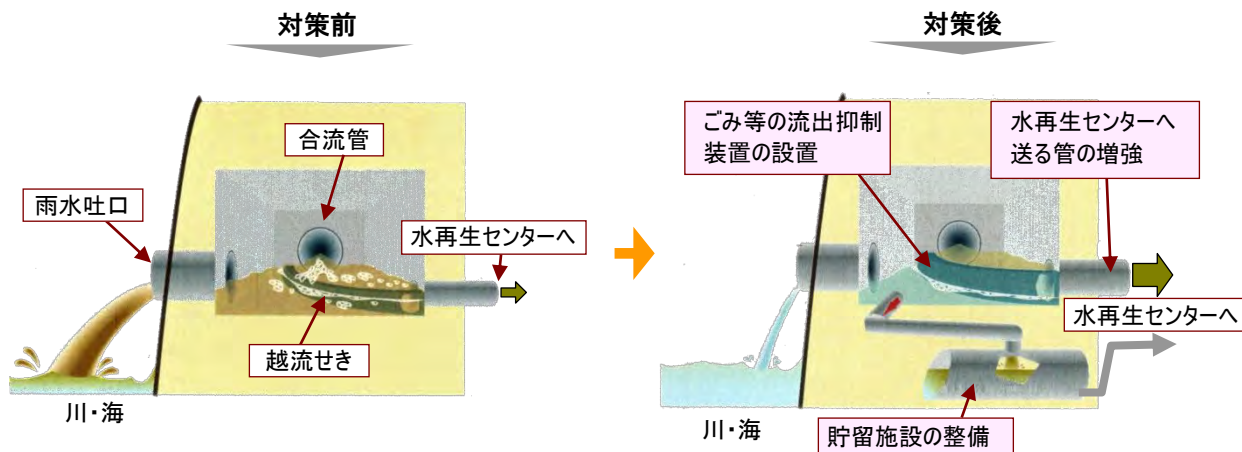 対策前
合流管
雨水吐口
水再生センターへ
越流せき
川・海
対策後
ごみ等の流出抑制
装置の設置
水再生センターへ
送る管の増強
水再生センターへ
川・海
貯留施設の整備